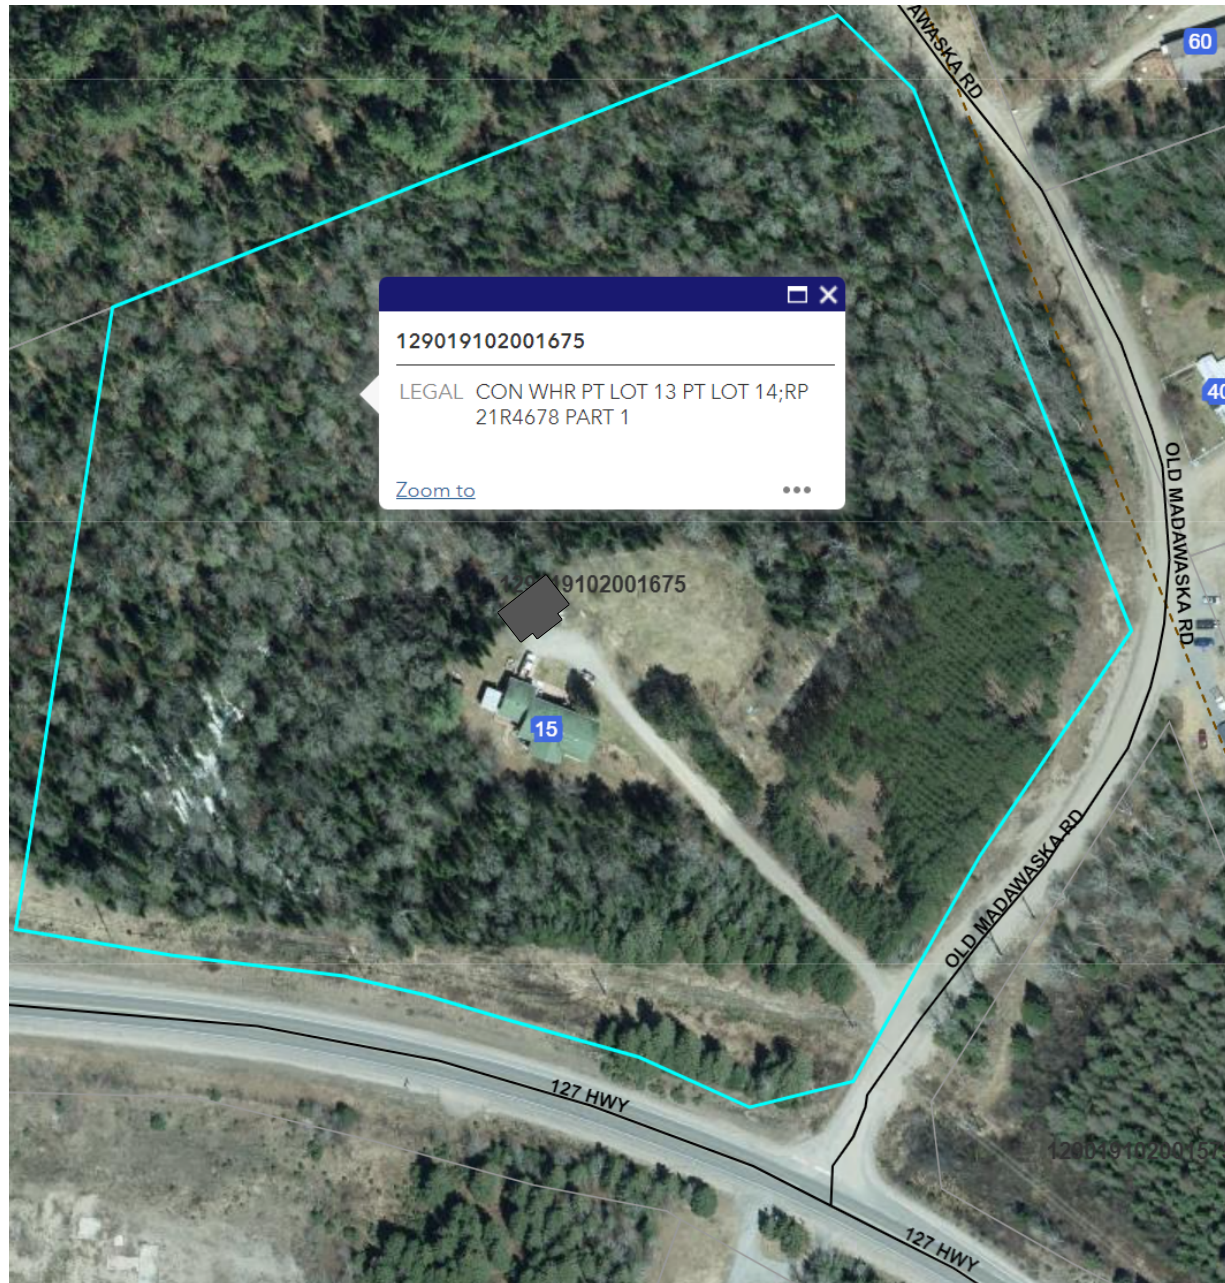 AWASKA RD
60
129019102001675
LEGAL CON WHR PT LOT 13 PT LOT 14;RP
21R4678 PART 1
40
Zoom to
OLD MADAWASKA RD
19102001675
15
OLD MADAWASKA RD
127 HWY
127 HWY